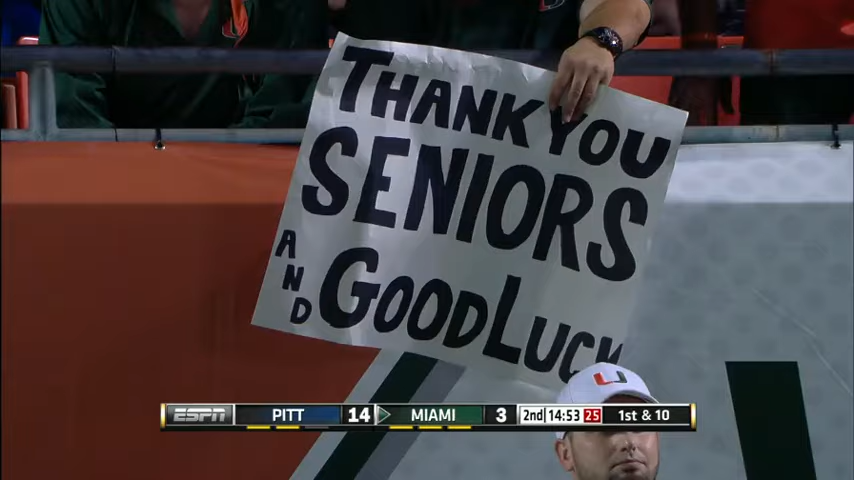 THANK YOU
SENIORS
AND
GOOD LUCK
U
ESPN PITT 14 MIAMI 3 2nd 14:53 25 1st & 10